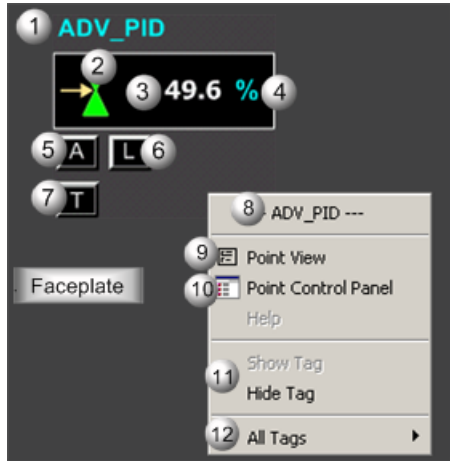 1 ADV_PID
2
3 49.6 % 4
5 A L 6
7 T
8 - ADV_PID ---
9 Point View
10 Point Control Panel
Help
Faceplate
Show Tag
11
Hide Tag
12 All Tags